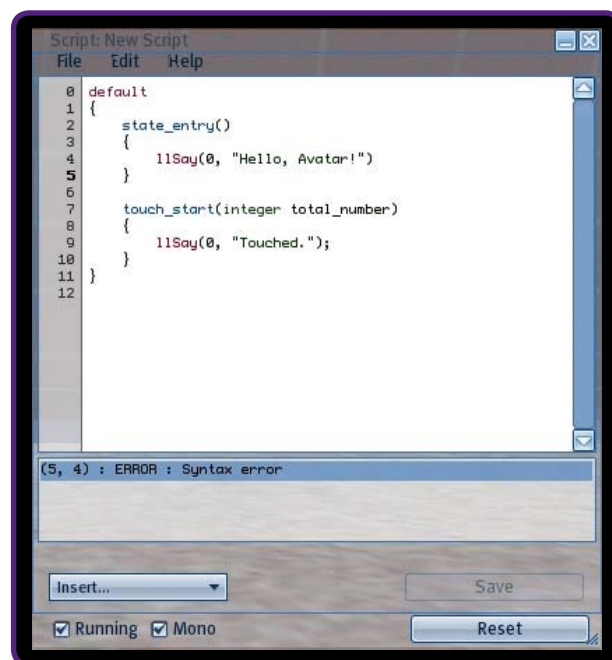 Script: New Script
File Edit Help
0 default
1 {
2 state_entry()
3 {
4 llSay(0, "Hello, Avatar!")
5 }
6
7 touch_start(integer total_number)
8 {
9 llSay(0, "Touched.");
10 }
11 }
12
(5, 4) : ERROR : Syntax error
Insert... Save
Running Mono Reset